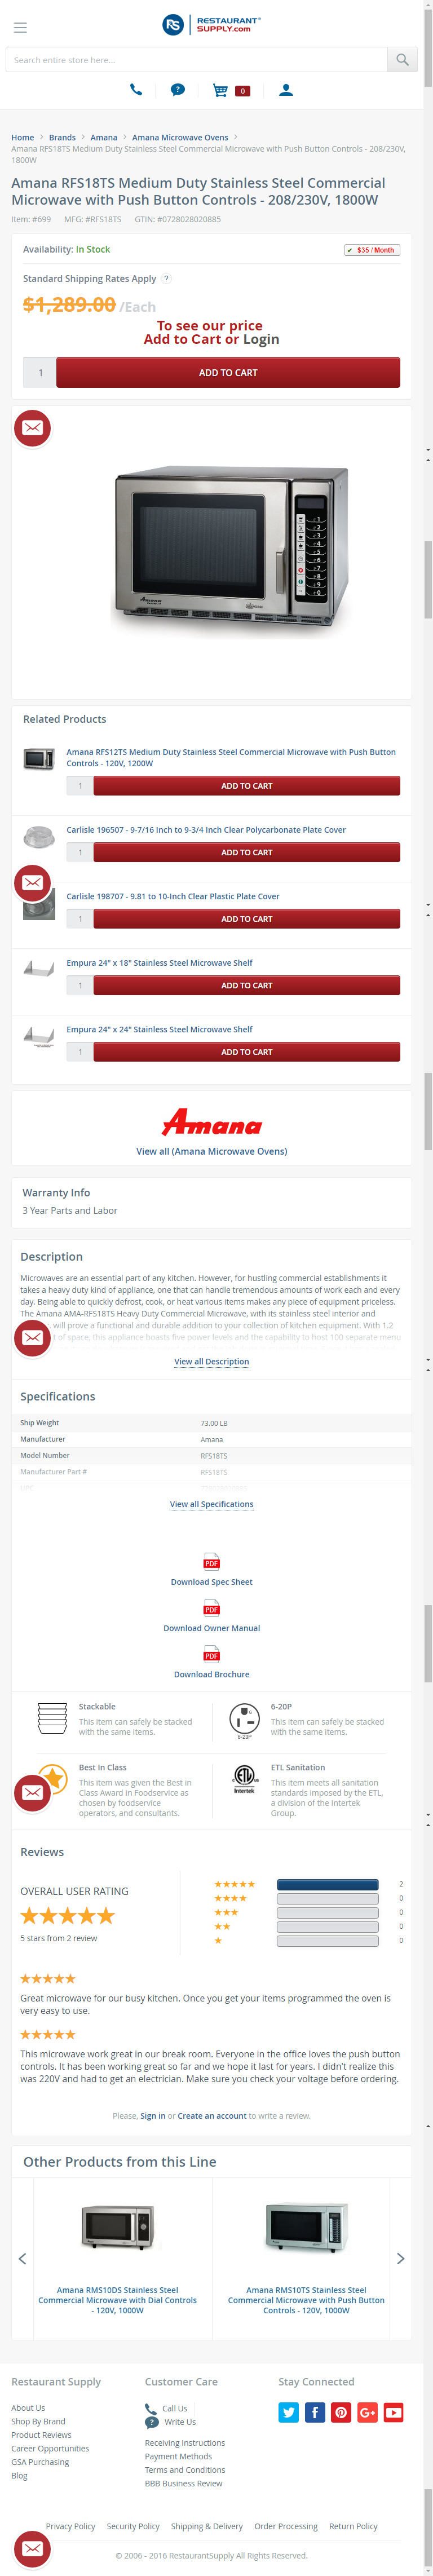 RS RESTAURANT
SUPPLY.com
Search entire store here...
0
Home > Brands > Amana > Amana Microwave Ovens >
Amana RFS18TS Medium Duty Stainless Steel Commercial Microwave with Push Button Controls - 208/230V,
1800W
Amana RFS18TS Medium Duty Stainless Steel Commercial
Microwave with Push Button Controls - 208/230V, 1800W
Item: #699 MFG: #RFS18TS GTIN: #0728028020885
Availability: In Stock
✔ $35 / Month
Standard Shipping Rates Apply ?
$1,289.00 /Each
To see our price
Add to Cart or Login
1 ADD TO CART
Amana
Related Products
Amana RFS12TS Medium Duty Stainless Steel Commercial Microwave with Push Button
Controls - 120V, 1200W
1 ADD TO CART
Carlisle 196507 - 9-7/16 Inch to 9-3/4 Inch Clear Polycarbonate Plate Cover
1 ADD TO CART
Carlisle 198707 - 9.81 to 10-Inch Clear Plastic Plate Cover
1 ADD TO CART
Empura 24" x 18" Stainless Steel Microwave Shelf
1 ADD TO CART
Empura 24" x 24" Stainless Steel Microwave Shelf
1 ADD TO CART
Amana
View all (Amana Microwave Ovens)
Warranty Info
3 Year Parts and Labor
Description
Microwaves are an essential part of any kitchen. However, for hustling commercial establishments it
takes a heavy duty kind of appliance, one that can handle tremendous amounts of work each and every
day. Being able to quickly defrost, cook, or heat various items makes any piece of equipment priceless.
The Amana AMA-RFS18TS Heavy Duty Commercial Microwave, with its stainless steel interior and
will prove a functional and durable addition to your collection of kitchen equipment. With 1.2
of space, this appliance boasts five power levels and the capability to host 100 separate menu
View all Description
Specifications
Ship Weight 73.00 LB
Manufacturer Amana
Model Number RFS18TS
Manufacturer Part # RFS18TS
View all Specifications
PDF
Download Spec Sheet
PDF
Download Owner Manual
PDF
Download Brochure
Stackable
This item can safely be stacked
with the same items.
6-20P
6-20P
This item can safely be stacked
with the same items.
Best In Class
This item was given the Best in
Class Award in Foodservice as
chosen by foodservice
operators, and consultants.
ETL
Intertek
ETL Sanitation
This item meets all sanitation
standards imposed by the ETL,
a division of the Intertek
Group.
Reviews
OVERALL USER RATING
5 stars from 2 review
2
0
0
0
0
Great microwave for our busy kitchen. Once you get your items programmed the oven is
very easy to use.
This microwave work great in our break room. Everyone in the office loves the push button
controls. It has been working great so far and we hope it last for years. I didn't realize this
was 220V and had to get an electrician. Make sure you check your voltage before ordering.
Please, Sign in or Create an account to write a review.
Other Products from this Line
Amana RMS10DS Stainless Steel
Commercial Microwave with Dial Controls
- 120V, 1000W
Amana RMS10TS Stainless Steel
Commercial Microwave with Push Button
Controls - 120V, 1000W
Restaurant Supply
About Us
Shop By Brand
Product Reviews
Career Opportunities
GSA Purchasing
Blog
Customer Care
Call Us
Write Us
Receiving Instructions
Payment Methods
Terms and Conditions
BBB Business Review
Stay Connected
Privacy Policy Security Policy Shipping & Delivery Order Processing Return Policy
© 2006 - 2016 RestaurantSupply All Rights Reserved.